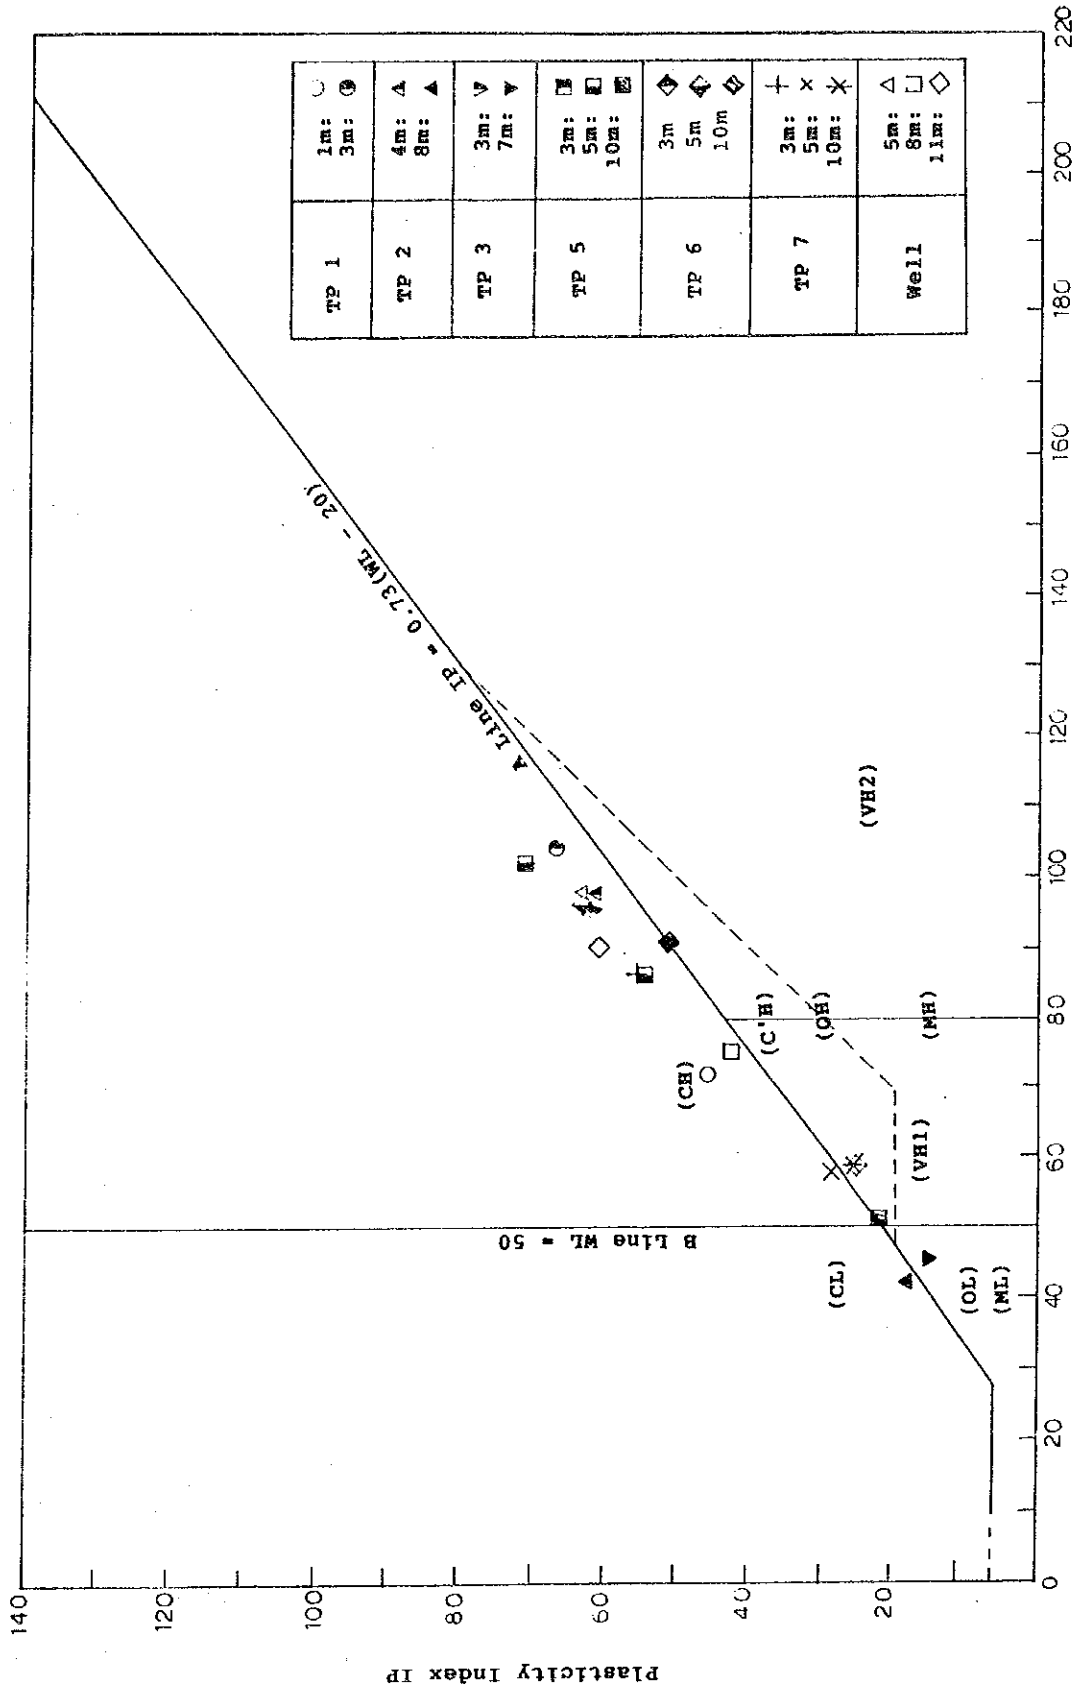 Plasticity Index IP
140
120
100
80
60
40
20
0
20
40
60
80
100
120
140
160
180
200
220
A Line IP = 0.73(WL - 20)
B Line WL = 50
(CH)
(C'H)
(OH)
(MH)
(VH1)
(VH2)
(CL)
(OL)
(ML)
TP 1
1m:
3m:
TP 2
4m:
8m:
TP 3
3m:
7m:
TP 5
3m:
5m:
10m:
TP 6
3m
5m
10m
TP 7
3m:
5m:
10m:
Well
5m:
8m:
11m: